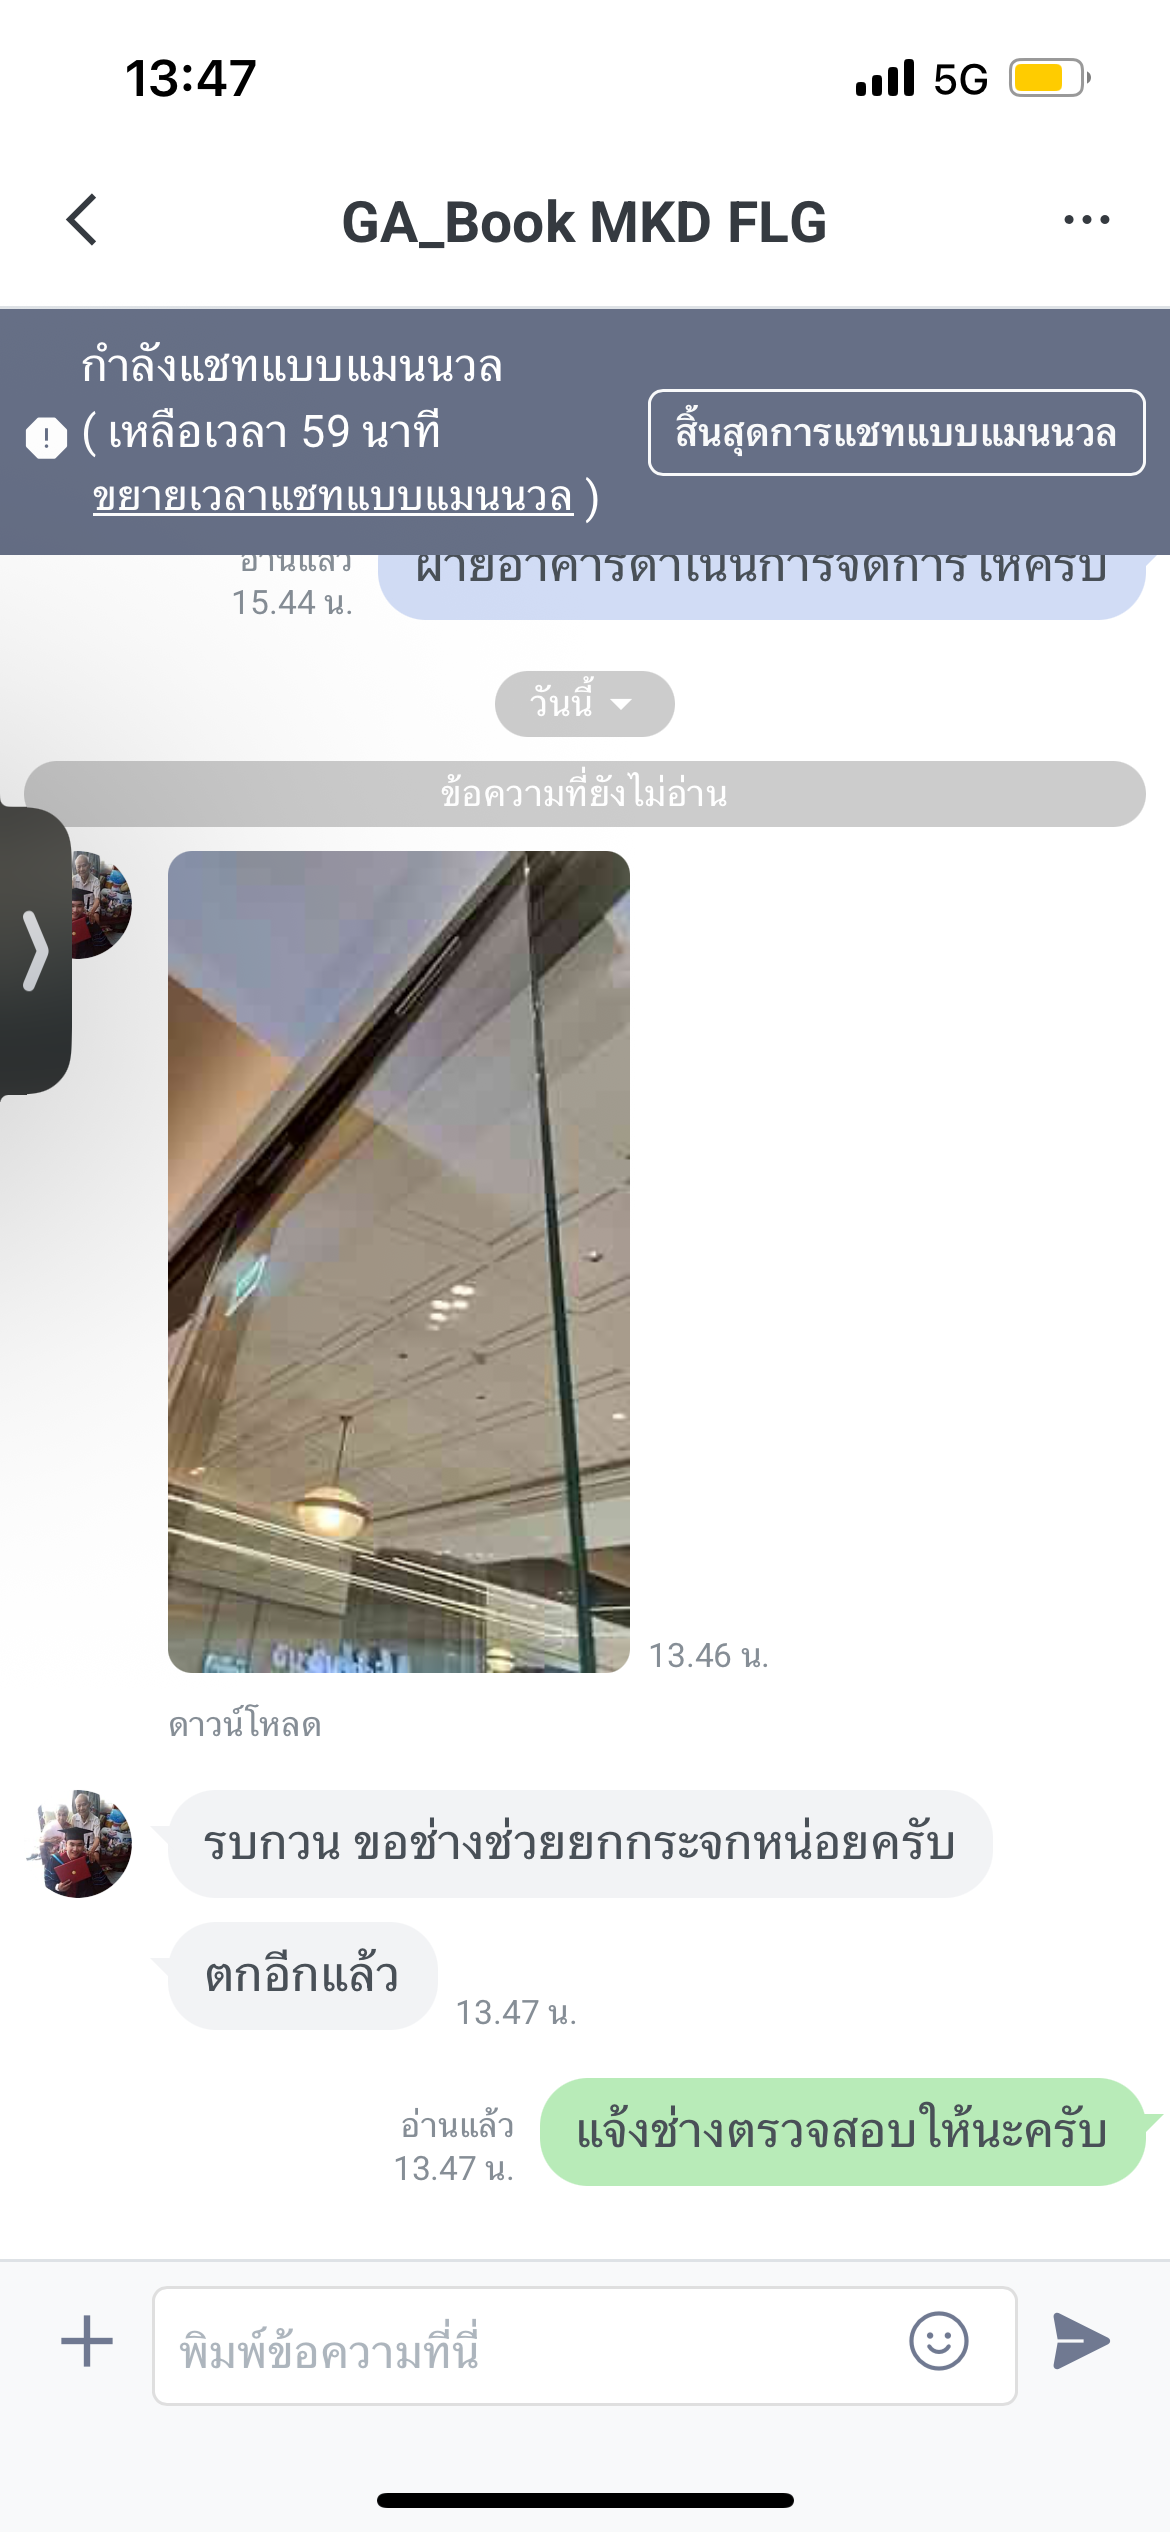 13:47
5G
GA_Book MKD FLG
กำลังแชทแบบแมนนวล
( เหลือเวลา 59 นาที
ขยายเวลาแชทแบบแมนนวล )
สิ้นสุดการแชทแบบแมนนวล
ฝ่ายอาคารดำเนินการจัดการให้ครับ
อ่านแล้ว
15.44 น.
วันนี้
ข้อความที่ยังไม่อ่าน
13.46 น.
ดาวน์โหลด
รบกวน ขอช่างช่วยยกกระจกหน่อยครับ
ตกอีกแล้ว
13.47 น.
แจ้งช่างตรวจสอบให้นะครับ
อ่านแล้ว
13.47 น.
พิมพ์ข้อความที่นี่